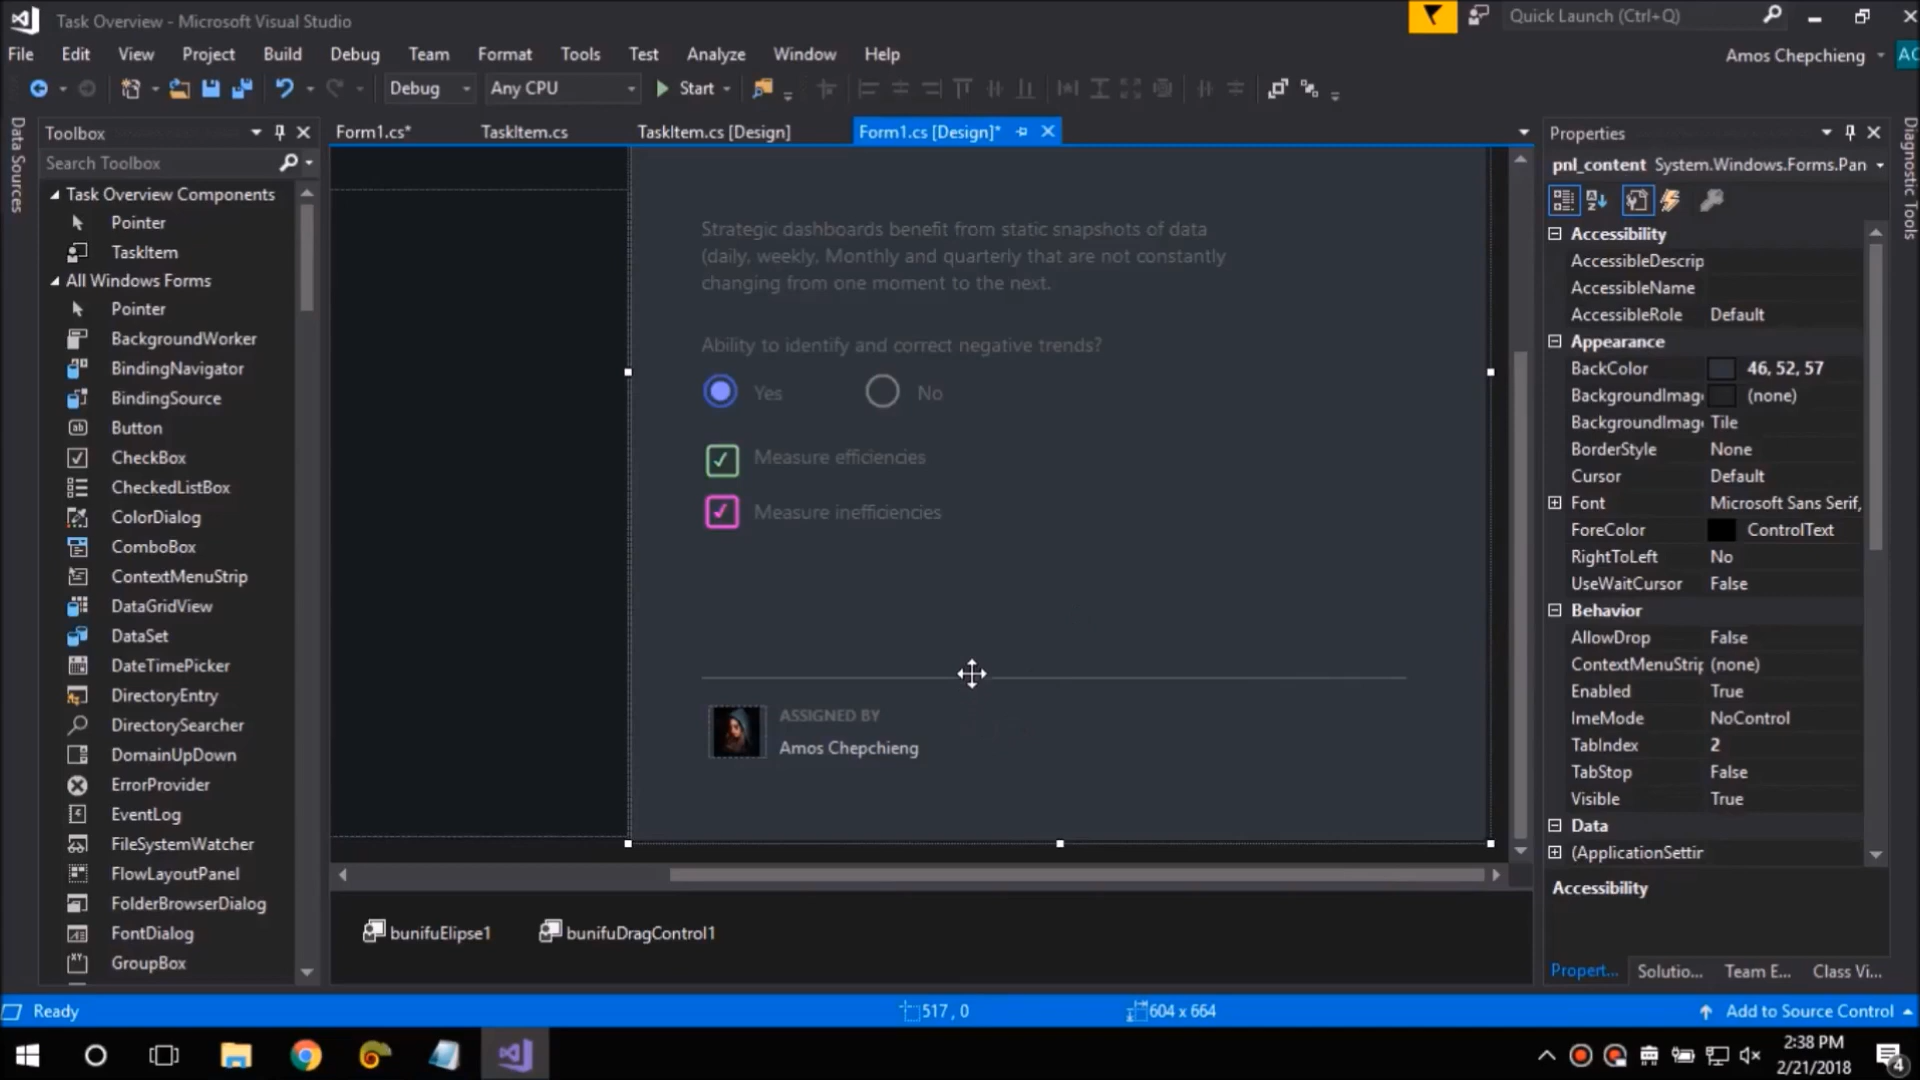 Task Overview - Microsoft Visual Studio
Quick Launch (Ctrl+Q)
File Edit View Project Build Debug Team Format Tools Test Analyze Window Help
Amos Chepchieng
AC
Debug Any CPU Start
Data Sources
Toolbox
Search Toolbox
Task Overview Components
Pointer
TaskItem
All Windows Forms
Pointer
BackgroundWorker
BindingNavigator
BindingSource
Button
CheckBox
CheckedListBox
ColorDialog
ComboBox
ContextMenuStrip
DataGridView
DataSet
DateTimePicker
DirectoryEntry
DirectorySearcher
DomainUpDown
ErrorProvider
EventLog
FileSystemWatcher
FlowLayoutPanel
FolderBrowserDialog
FontDialog
GroupBox
Form1.cs* TaskItem.cs TaskItem.cs [Design] Form1.cs [Design]*
Strategic dashboards benefit from static snapshots of data
(daily, weekly, Monthly and quarterly that are not constantly
changing from one moment to the next.
Ability to identify and correct negative trends?
Yes No
Measure efficiencies
Measure inefficiencies
ASSIGNED BY
Amos Chepchieng
bunifuElipse1 bunifuDragControl1
Properties
pnl_content System.Windows.Forms.Pan
Accessibility
AccessibleDescrip
AccessibleName
AccessibleRole Default
Appearance
BackColor 46, 52, 57
BackgroundImag (none)
BackgroundImag Tile
BorderStyle None
Cursor Default
Font Microsoft Sans Serif,
ForeColor ControlText
RightToLeft No
UseWaitCursor False
Behavior
AllowDrop False
ContextMenuStrip (none)
Enabled True
ImeMode NoControl
TabIndex 2
TabStop False
Visible True
Data
(ApplicationSettin
Accessibility
Propert... Solutio... Team E... Class Vi...
Diagnostic Tools
Ready 517 , 0 604 x 664 Add to Source Control
2:38 PM
2/21/2018
4